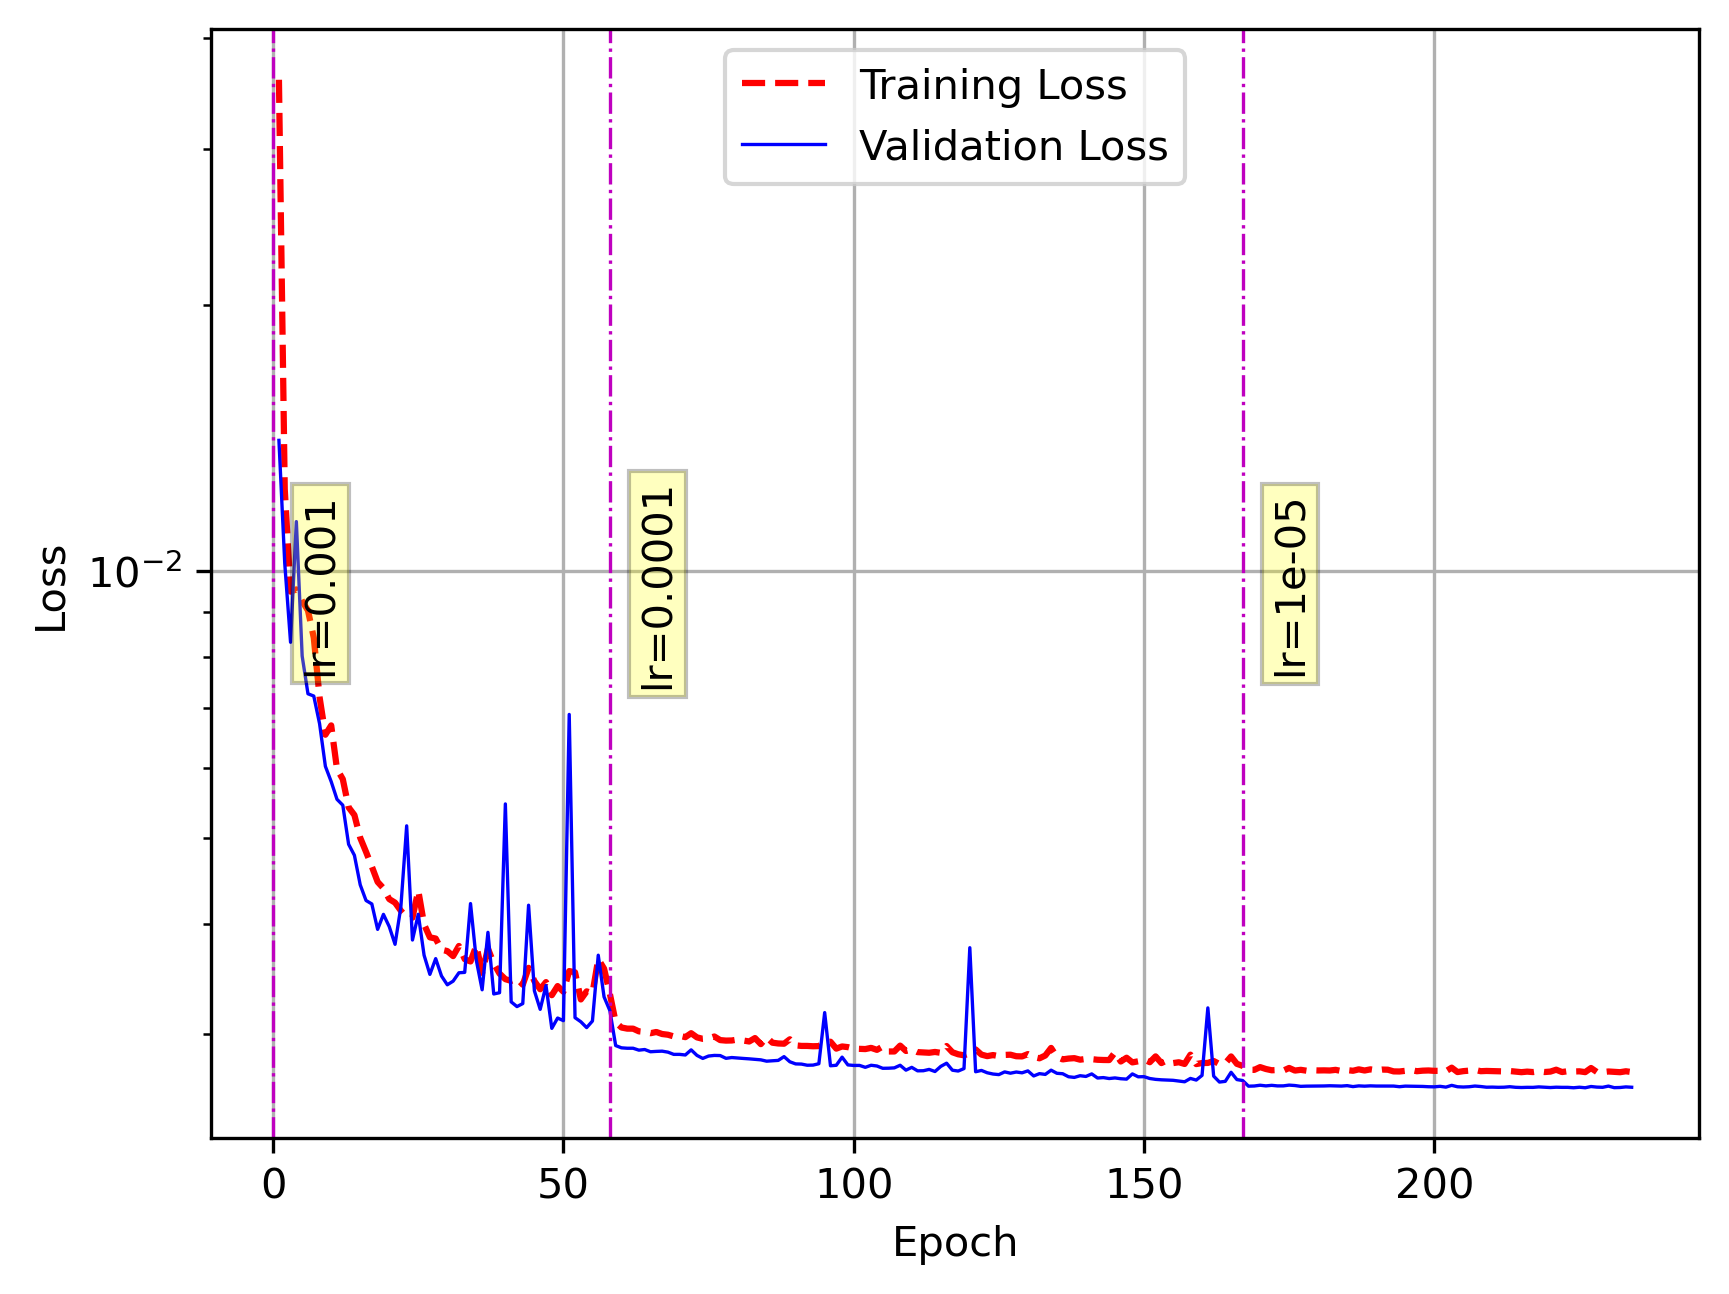 Training Loss
Validation Loss
lr=0.001
lr=0.0001
lr=1e-05
Loss
10⁻²
0
50
100
150
200
Epoch